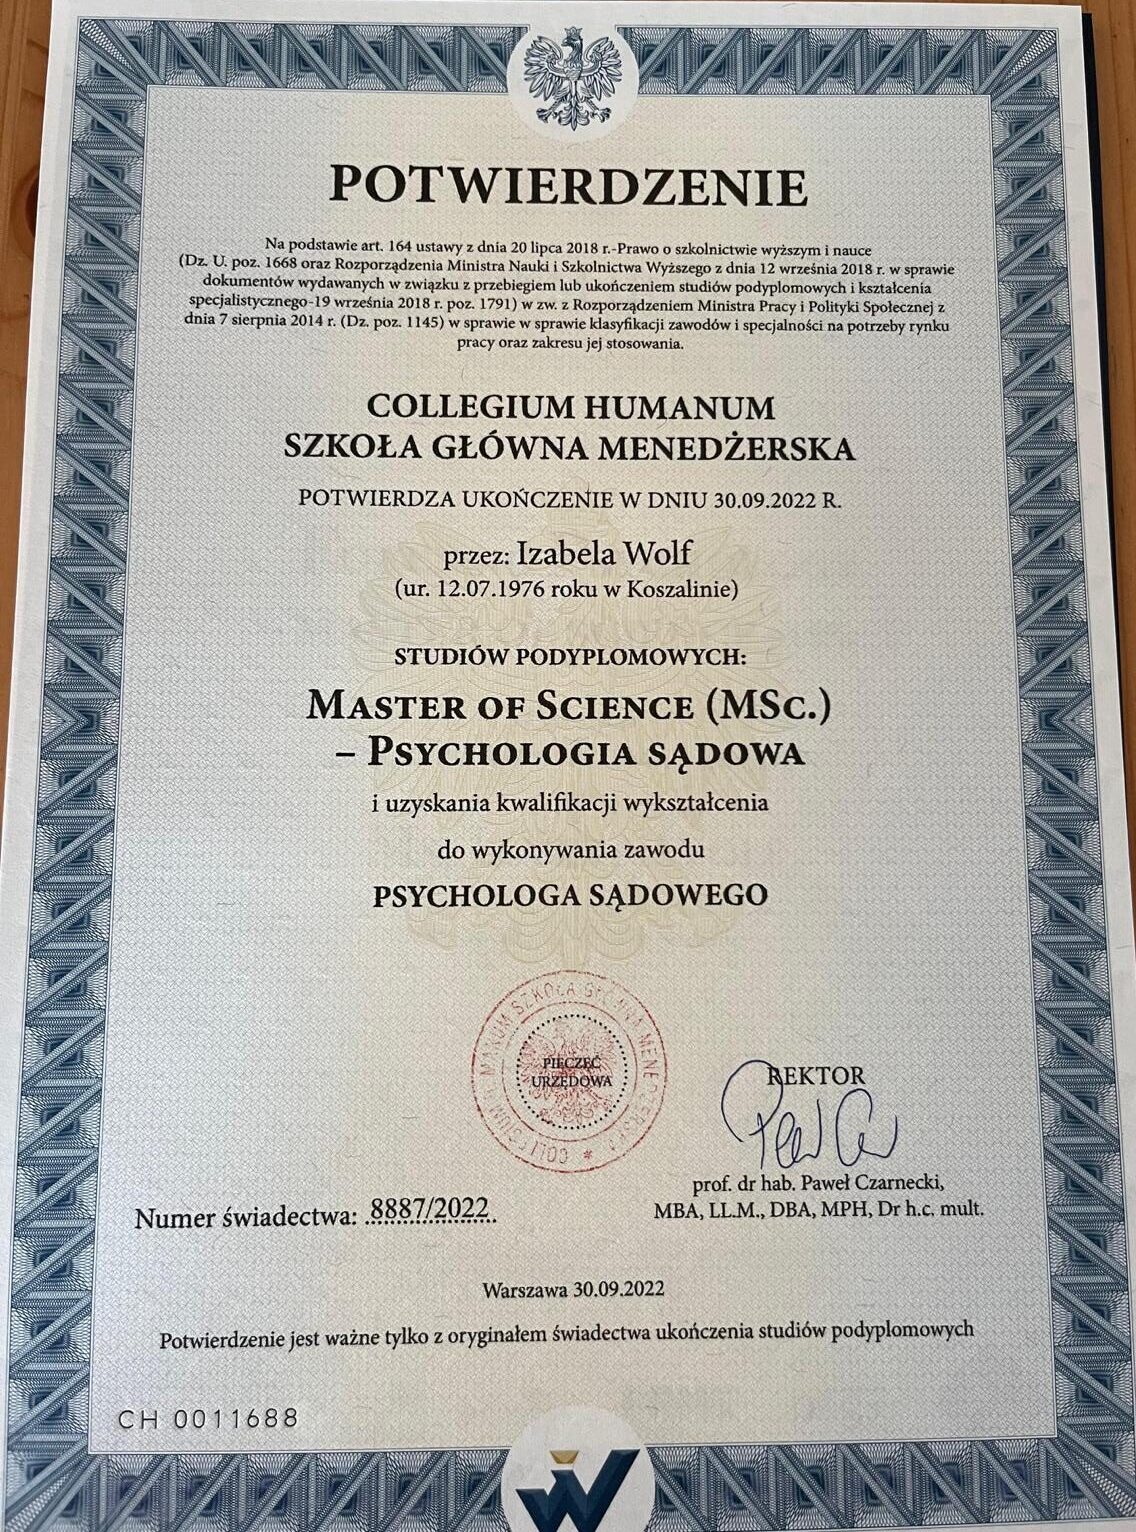 POTWIERDZENIE
Na podstawie art. 164 ustawy z dnia 20 lipca 2018 r.-Prawo o szkolnictwie wyższym i nauce
(Dz. U. poz. 1668 oraz Rozporządzenia Ministra Nauki i Szkolnictwa Wyższego z dnia 12 września 2018 r. w sprawie
dokumentów wydawanych w związku z przebiegiem lub ukończeniem studiów podyplomowych i kształcenia
specjalistycznego-19 września 2018 r. poz. 1791) w zw. z Rozporządzeniem Ministra Pracy i Polityki Społecznej z
dnia 7 sierpnia 2014 r. (Dz. poz. 1145) w sprawie w sprawie klasyfikacji zawodów i specjalności na potrzeby rynku
pracy oraz zakresu jej stosowania.
COLLEGIUM HUMANUM
SZKOŁA GŁÓWNA MENEDŻERSKA
POTWIERDZA UKOŃCZENIE W DNIU 30.09.2022 R.
przez: Izabela Wolf
(ur. 12.07.1976 roku w Koszalinie)
STUDIÓW PODYPLOMOWYCH:
MASTER OF SCIENCE (MSC.)
– PSYCHOLOGIA SĄDOWA
i uzyskania kwalifikacji wykształcenia
do wykonywania zawodu
PSYCHOLOGA SĄDOWEGO
COLLEGIUM HUMANUM SZKOŁA GŁÓWNA MENEDŻERSKA *
PIECZĘĆ
URZĘDOWA
REKTOR
prof. dr hab. Paweł Czarnecki,
MBA, LL.M., DBA, MPH, Dr h.c. mult.
Numer świadectwa: 8887/2022
Warszawa 30.09.2022
Potwierdzenie jest ważne tylko z oryginałem świadectwa ukończenia studiów podyplomowych
CH 0011688